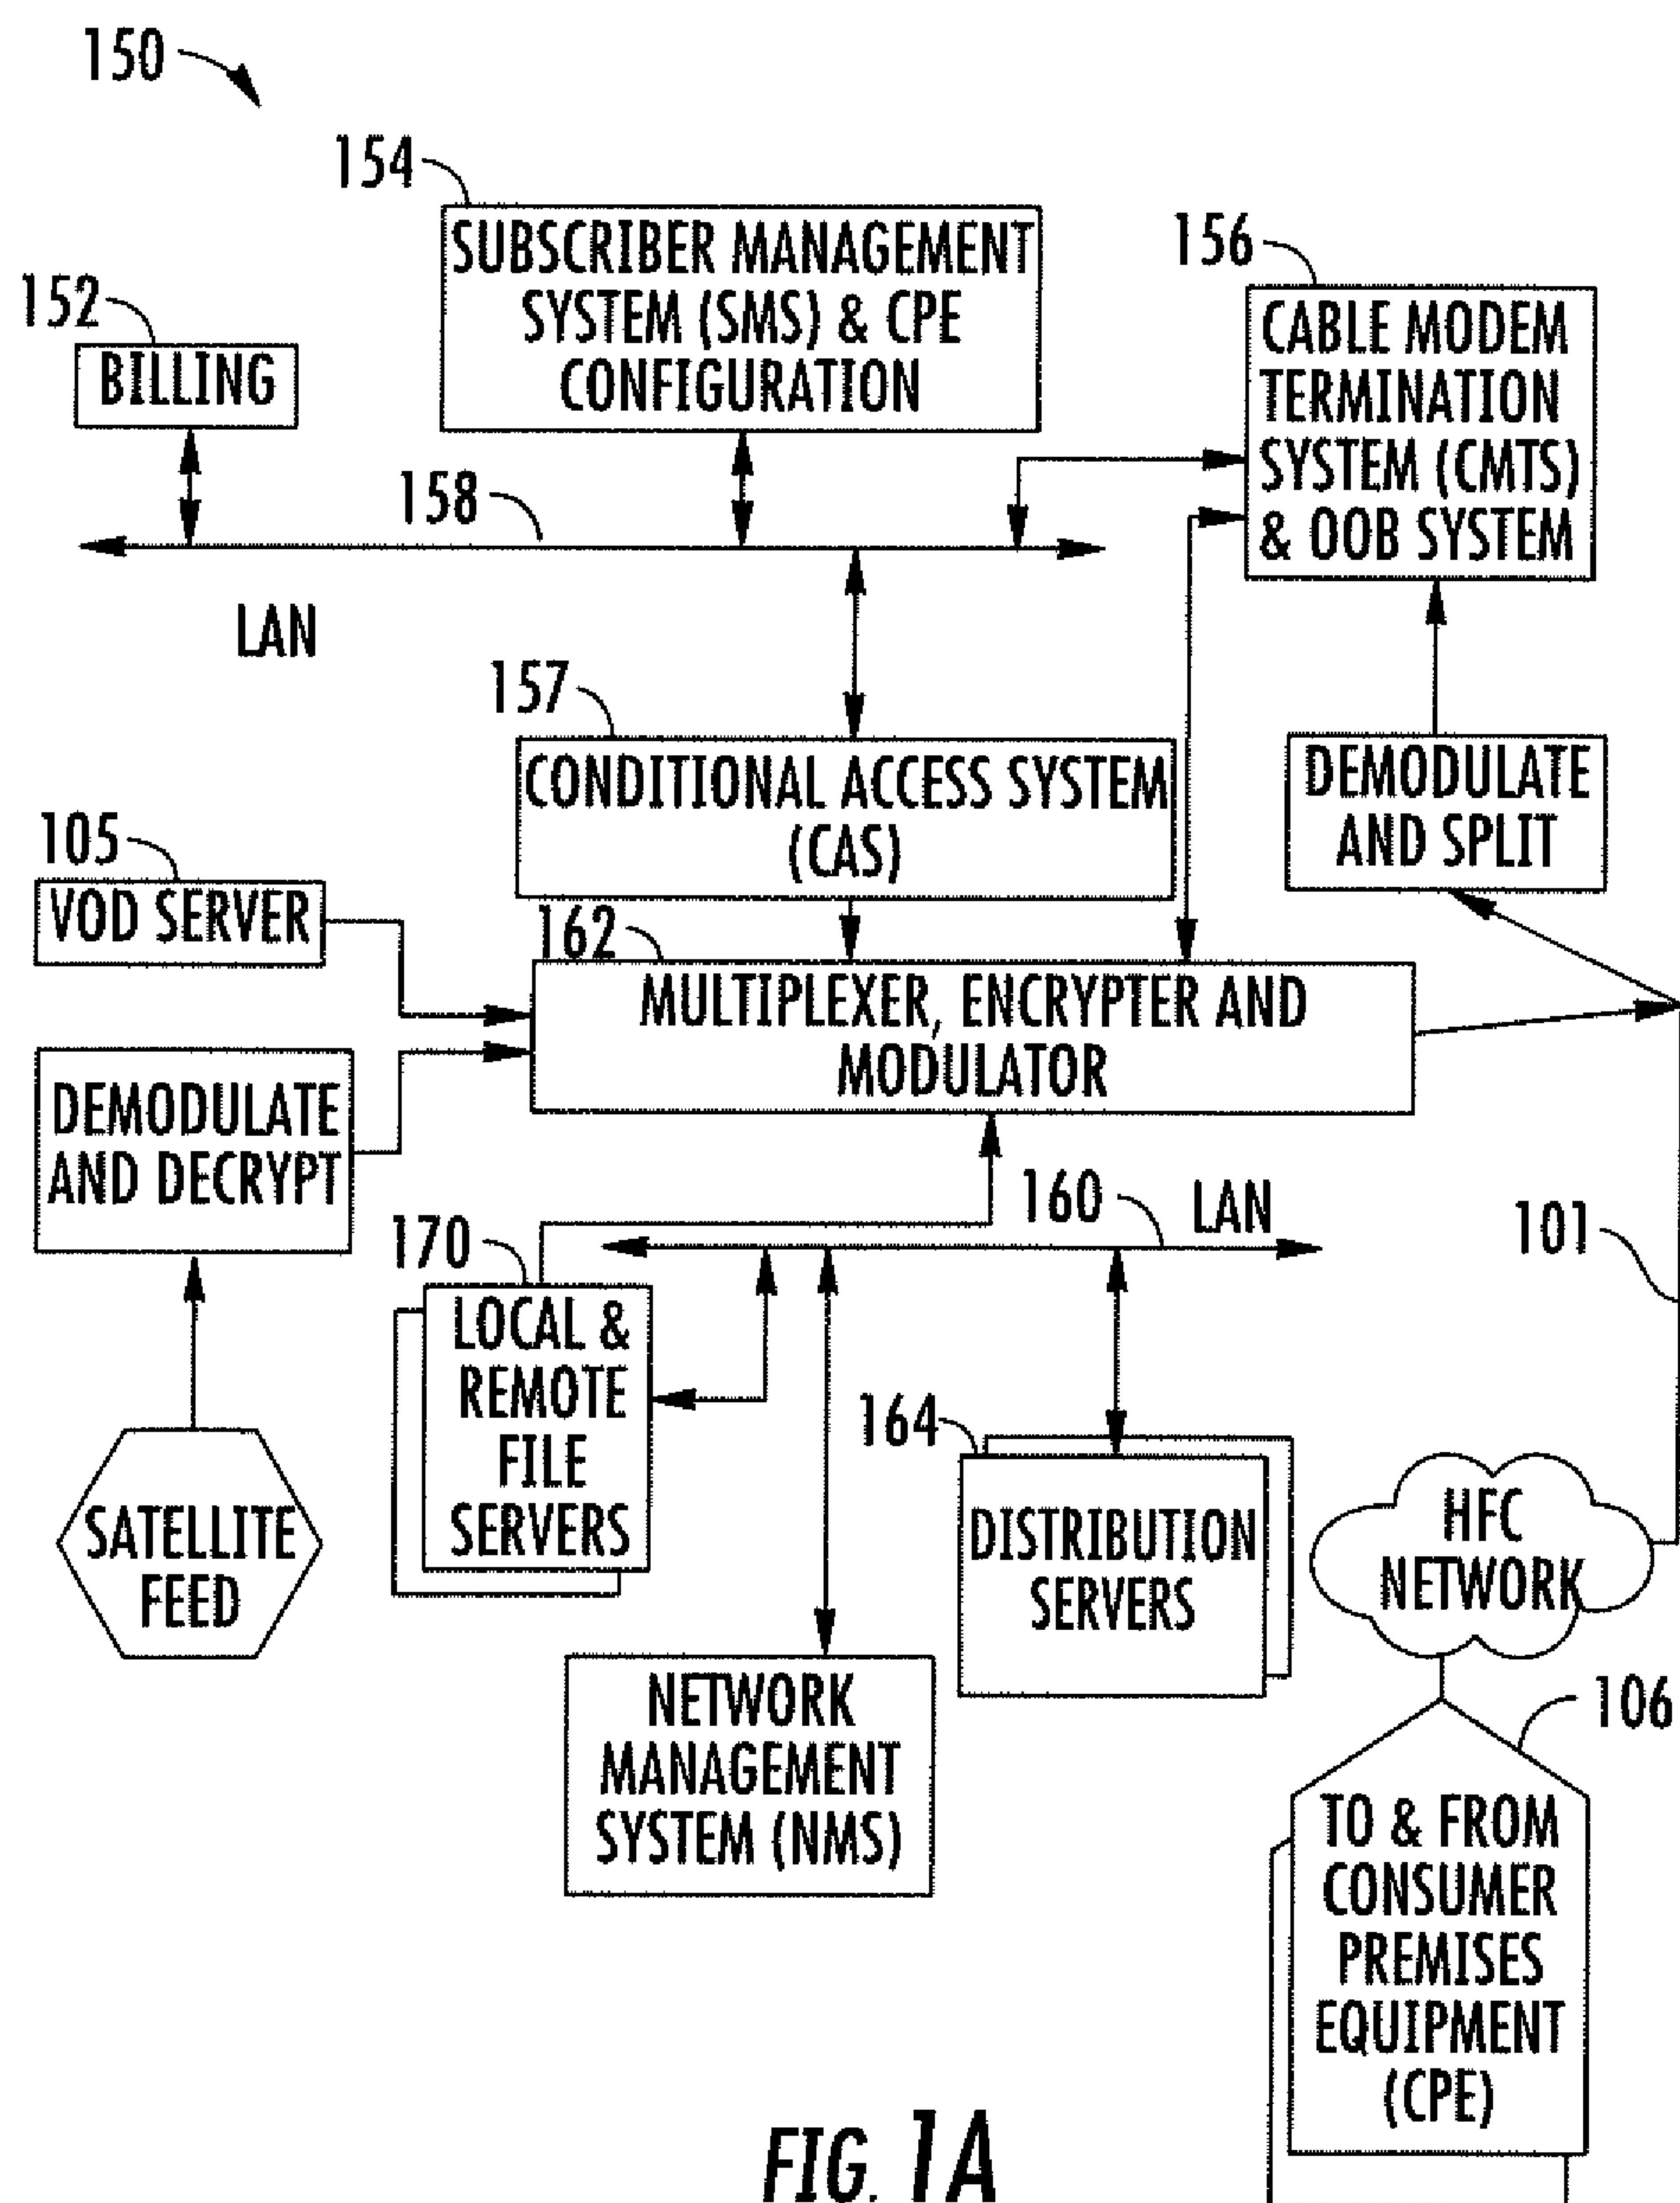 150
154
SUBSCRIBER MANAGEMENT
SYSTEM (SMS) & CPE
CONFIGURATION
156
CABLE MODEM
TERMINATION
SYSTEM (CMTS)
& OOB SYSTEM
152
BILLING
158
LAN
157
CONDITIONAL ACCESS SYSTEM
(CAS)
DEMODULATE
AND SPLIT
105
VOD SERVER
162
MULTIPLEXER, ENCRYPTER AND
MODULATOR
DEMODULATE
AND DECRYPT
160
LAN
101
170
LOCAL &
REMOTE
FILE
SERVERS
164
DISTRIBUTION
SERVERS
SATELLITE
FEED
HFC
NETWORK
NETWORK
MANAGEMENT
SYSTEM (NMS)
106
TO & FROM
CONSUMER
PREMISES
EQUIPMENT
(CPE)
FIG. 1A